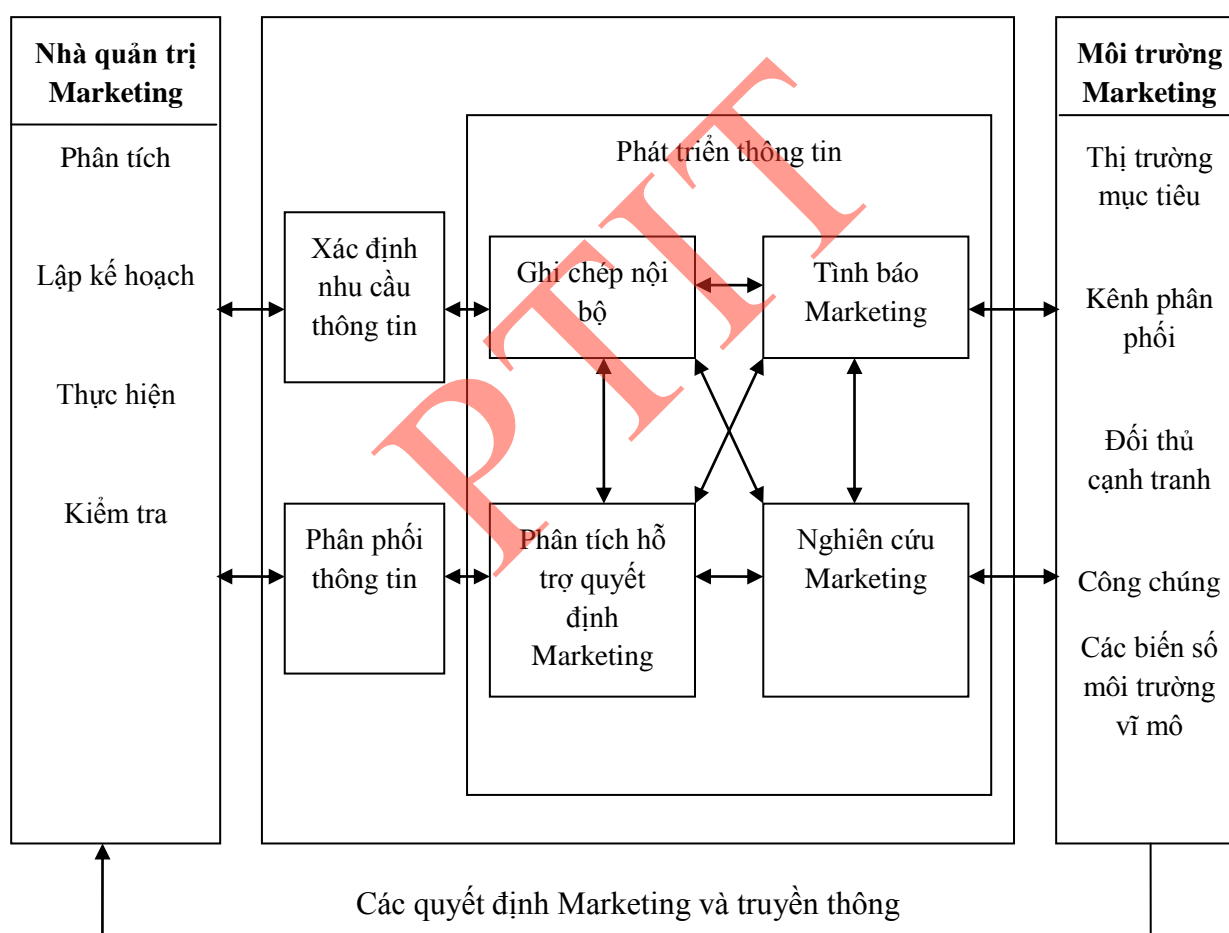 Nhà quản trị
Marketing
Phân tích
Lập kế hoạch
Thực hiện
Kiểm tra
Xác định
nhu cầu
thông tin
Phân phối
thông tin
Phát triển thông tin
Ghi chép nội
bộ
Tình báo
Marketing
Phân tích hỗ
trợ quyết
định
Marketing
Nghiên cứu
Marketing
PTIT
Môi trường
Marketing
Thị trường
mục tiêu
Kênh phân
phối
Đối thủ
cạnh tranh
Công chúng
Các biến số
môi trường
vĩ mô
Các quyết định Marketing và truyền thông